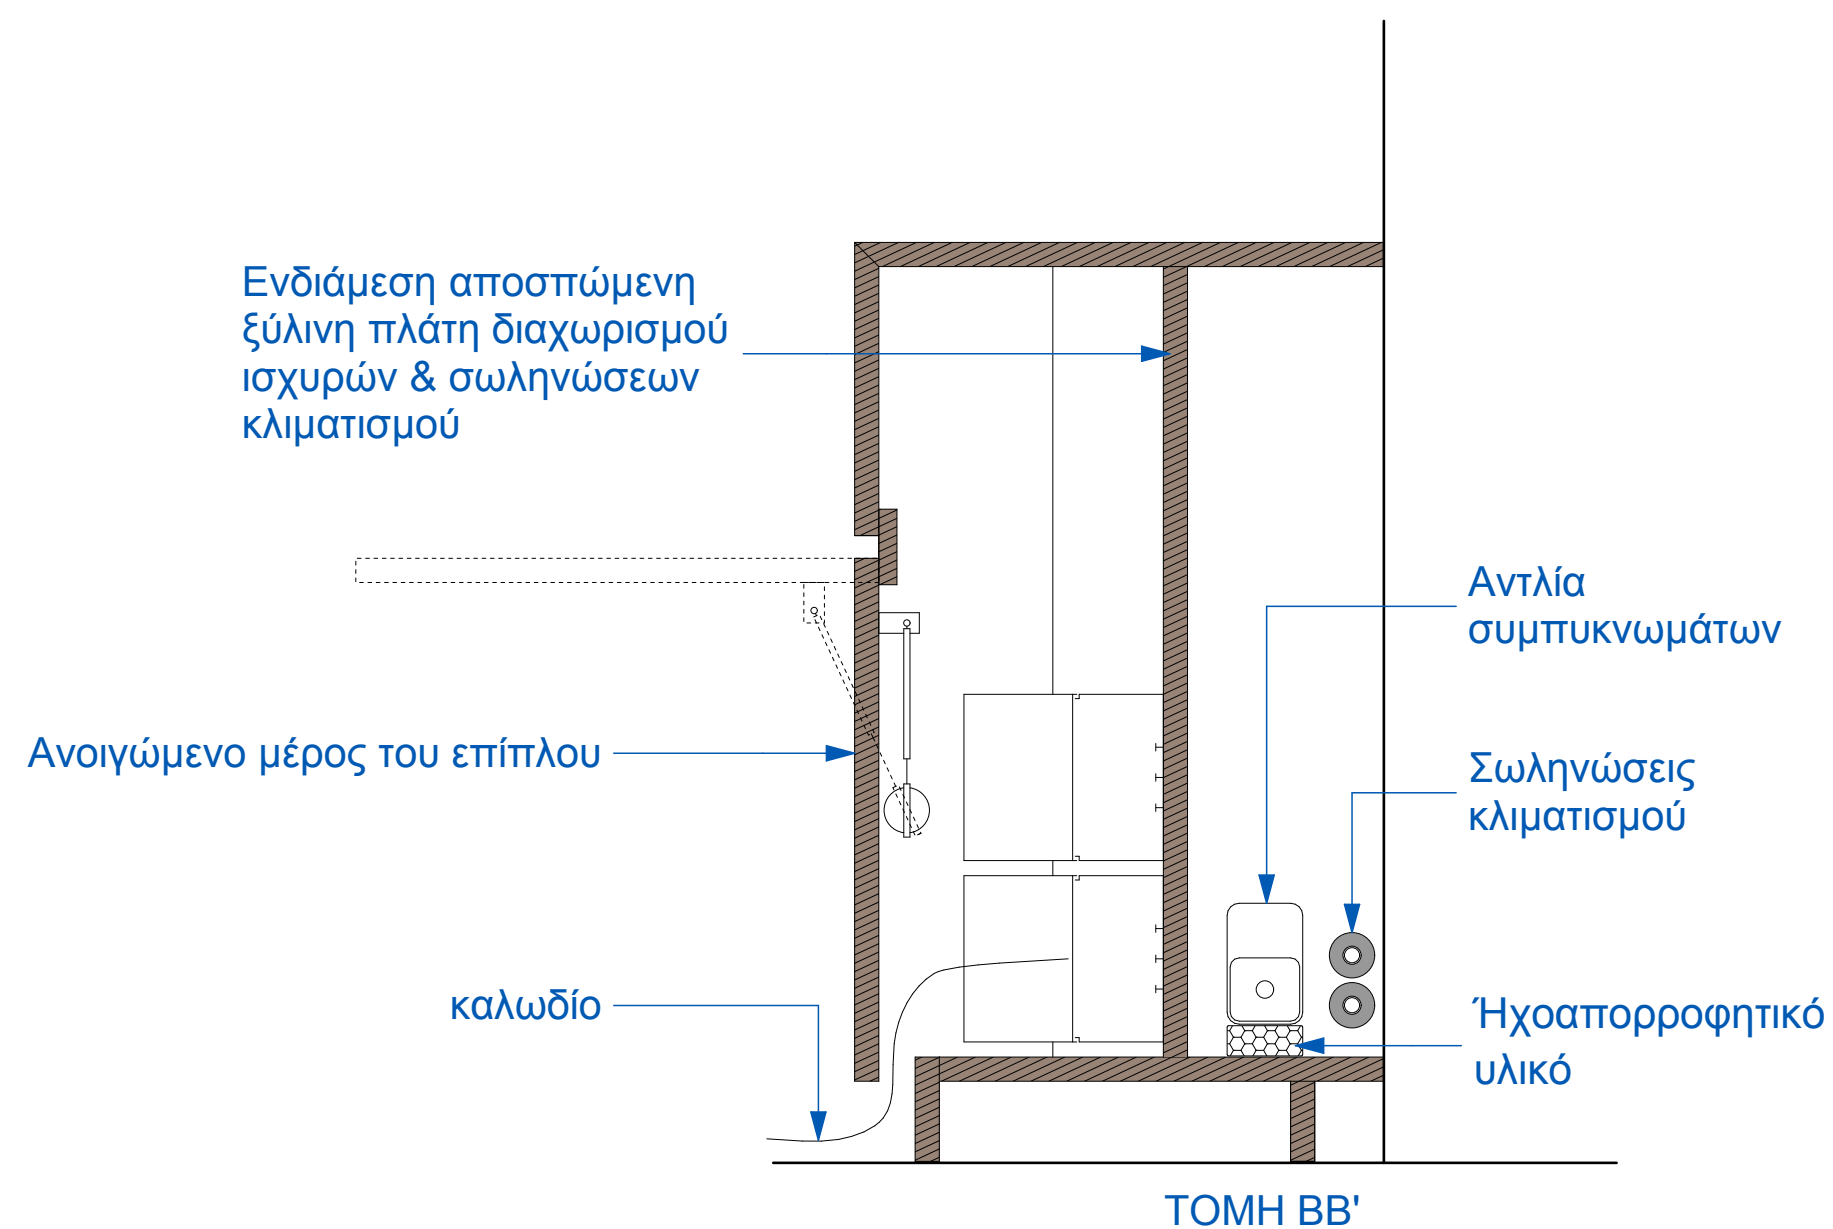 Ενδιάμεση αποσπώμενη
ξύλινη πλάτη διαχωρισμού
ισχυρών & σωληνώσεων
κλιματισμού
Αντλία
συμπυκνωμάτων
Ανοιγώμενο μέρος του επίπλου
Σωληνώσεις
κλιματισμού
καλωδίο
Ήχοαπορροφητικό
υλικό
ΤΟΜΗ ΒΒ'